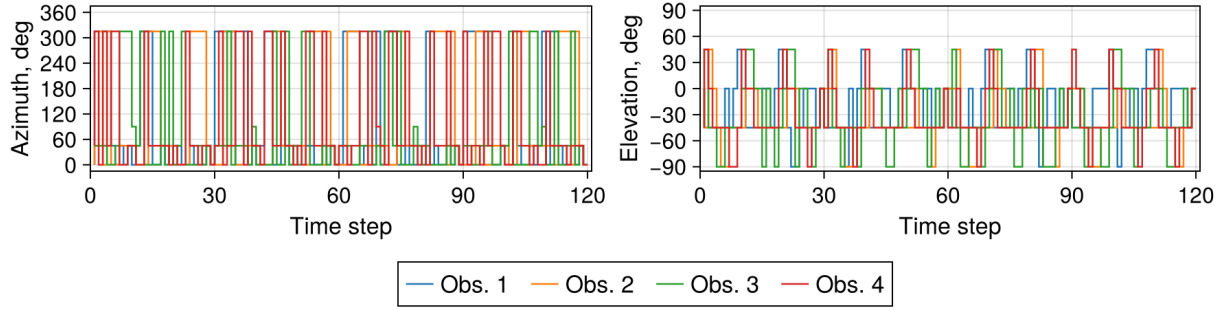 Azimuth, deg
360
300
240
180
120
60
0
0 30 60 90 120
Time step
Elevation, deg
90
60
30
0
−30
−60
−90
0 30 60 90 120
Time step
Obs. 1 Obs. 2 Obs. 3 Obs. 4